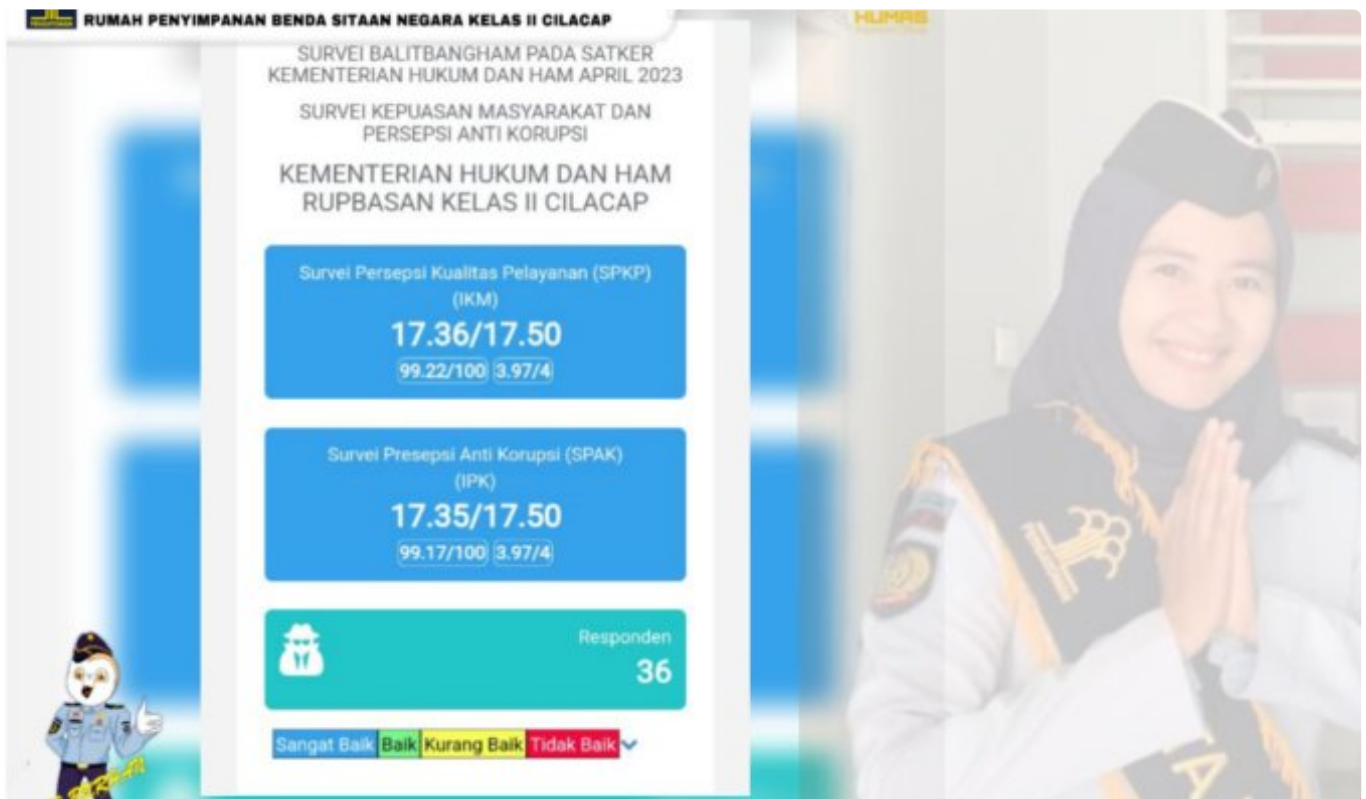 RUMAH PENYIMPANAN BENDA SITAAN NEGARA KELAS II CILACAP
HUMAS
SURVEI BALITBANGHAM PADA SATKER
KEMENTERIAN HUKUM DAN HAM APRIL 2023
SURVEI KEPUASAN MASYARAKAT DAN
PERSEPSI ANTI KORUPSI
KEMENTERIAN HUKUM DAN HAM
RUPBASAN KELAS II CILACAP
Survei Persepsi Kualitas Pelayanan (SPKP)
(IKM)
17.36/17.50
99.22/100 3.97/4
Survei Presepsi Anti Korupsi (SPAK)
(IPK)
17.35/17.50
99.17/100 3.97/4
Responden
36
Sangat Baik Baik Kurang Baik Tidak Baik